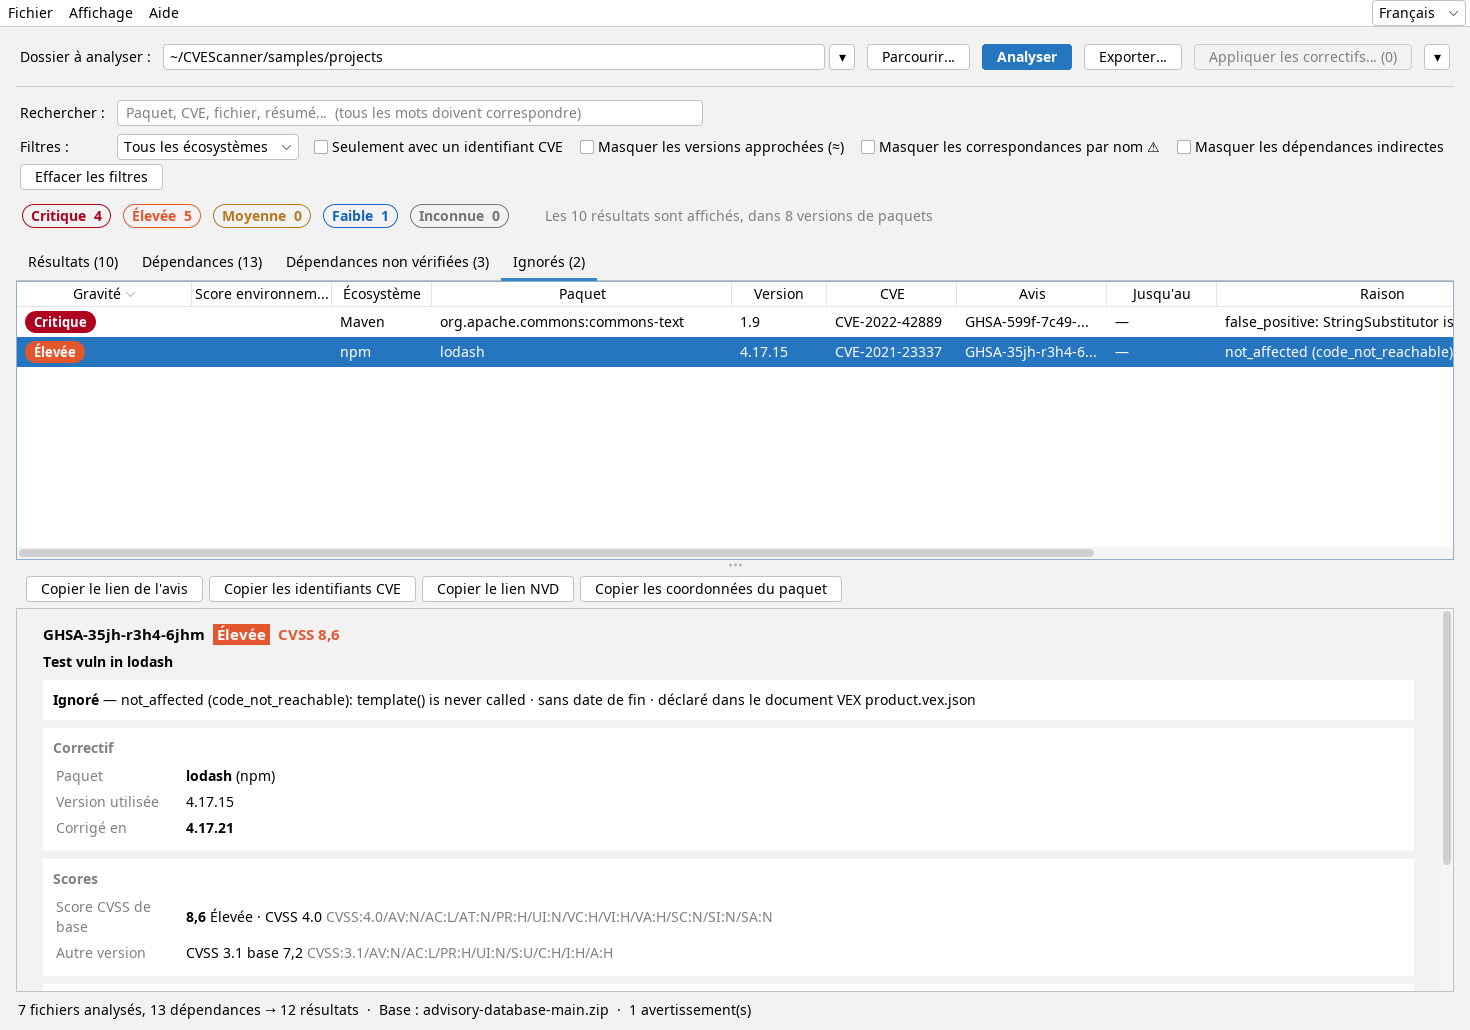 Fichier Affichage Aide Français
Dossier à analyser : ~/CVEScanner/samples/projects ▾ Parcourir... Analyser Exporter... Appliquer les correctifs... (0) ▾
Rechercher : Paquet, CVE, fichier, résumé... (tous les mots doivent correspondre)
Filtres : Tous les écosystèmes Seulement avec un identifiant CVE Masquer les versions approchées (≈) Masquer les correspondances par nom ⚠ Masquer les dépendances indirectes
Effacer les filtres
Critique 4 Élevée 5 Moyenne 0 Faible 1 Inconnue 0 Les 10 résultats sont affichés, dans 8 versions de paquets
Résultats (10) Dépendances (13) Dépendances non vérifiées (3) Ignorés (2)
Gravité Score environnem... Écosystème Paquet Version CVE Avis Jusqu'au Raison
Critique Maven org.apache.commons:commons-text 1.9 CVE-2022-42889 GHSA-599f-7c49-... — false_positive: StringSubstitutor is
Élevée npm lodash 4.17.15 CVE-2021-23337 GHSA-35jh-r3h4-6... — not_affected (code_not_reachable)
Copier le lien de l'avis Copier les identifiants CVE Copier le lien NVD Copier les coordonnées du paquet
GHSA-35jh-r3h4-6jhm Élevée CVSS 8,6
Test vuln in lodash
Ignoré — not_affected (code_not_reachable): template() is never called · sans date de fin · déclaré dans le document VEX product.vex.json
Correctif
Paquet lodash (npm)
Version utilisée 4.17.15
Corrigé en 4.17.21
Scores
Score CVSS de base 8,6 Élevée · CVSS 4.0 CVSS:4.0/AV:N/AC:L/AT:N/PR:H/UI:N/VC:H/VI:H/VA:H/SC:N/SI:N/SA:N
Autre version CVSS 3.1 base 7,2 CVSS:3.1/AV:N/AC:L/PR:H/UI:N/S:U/C:H/I:H/A:H
7 fichiers analysés, 13 dépendances → 12 résultats · Base : advisory-database-main.zip · 1 avertissement(s)